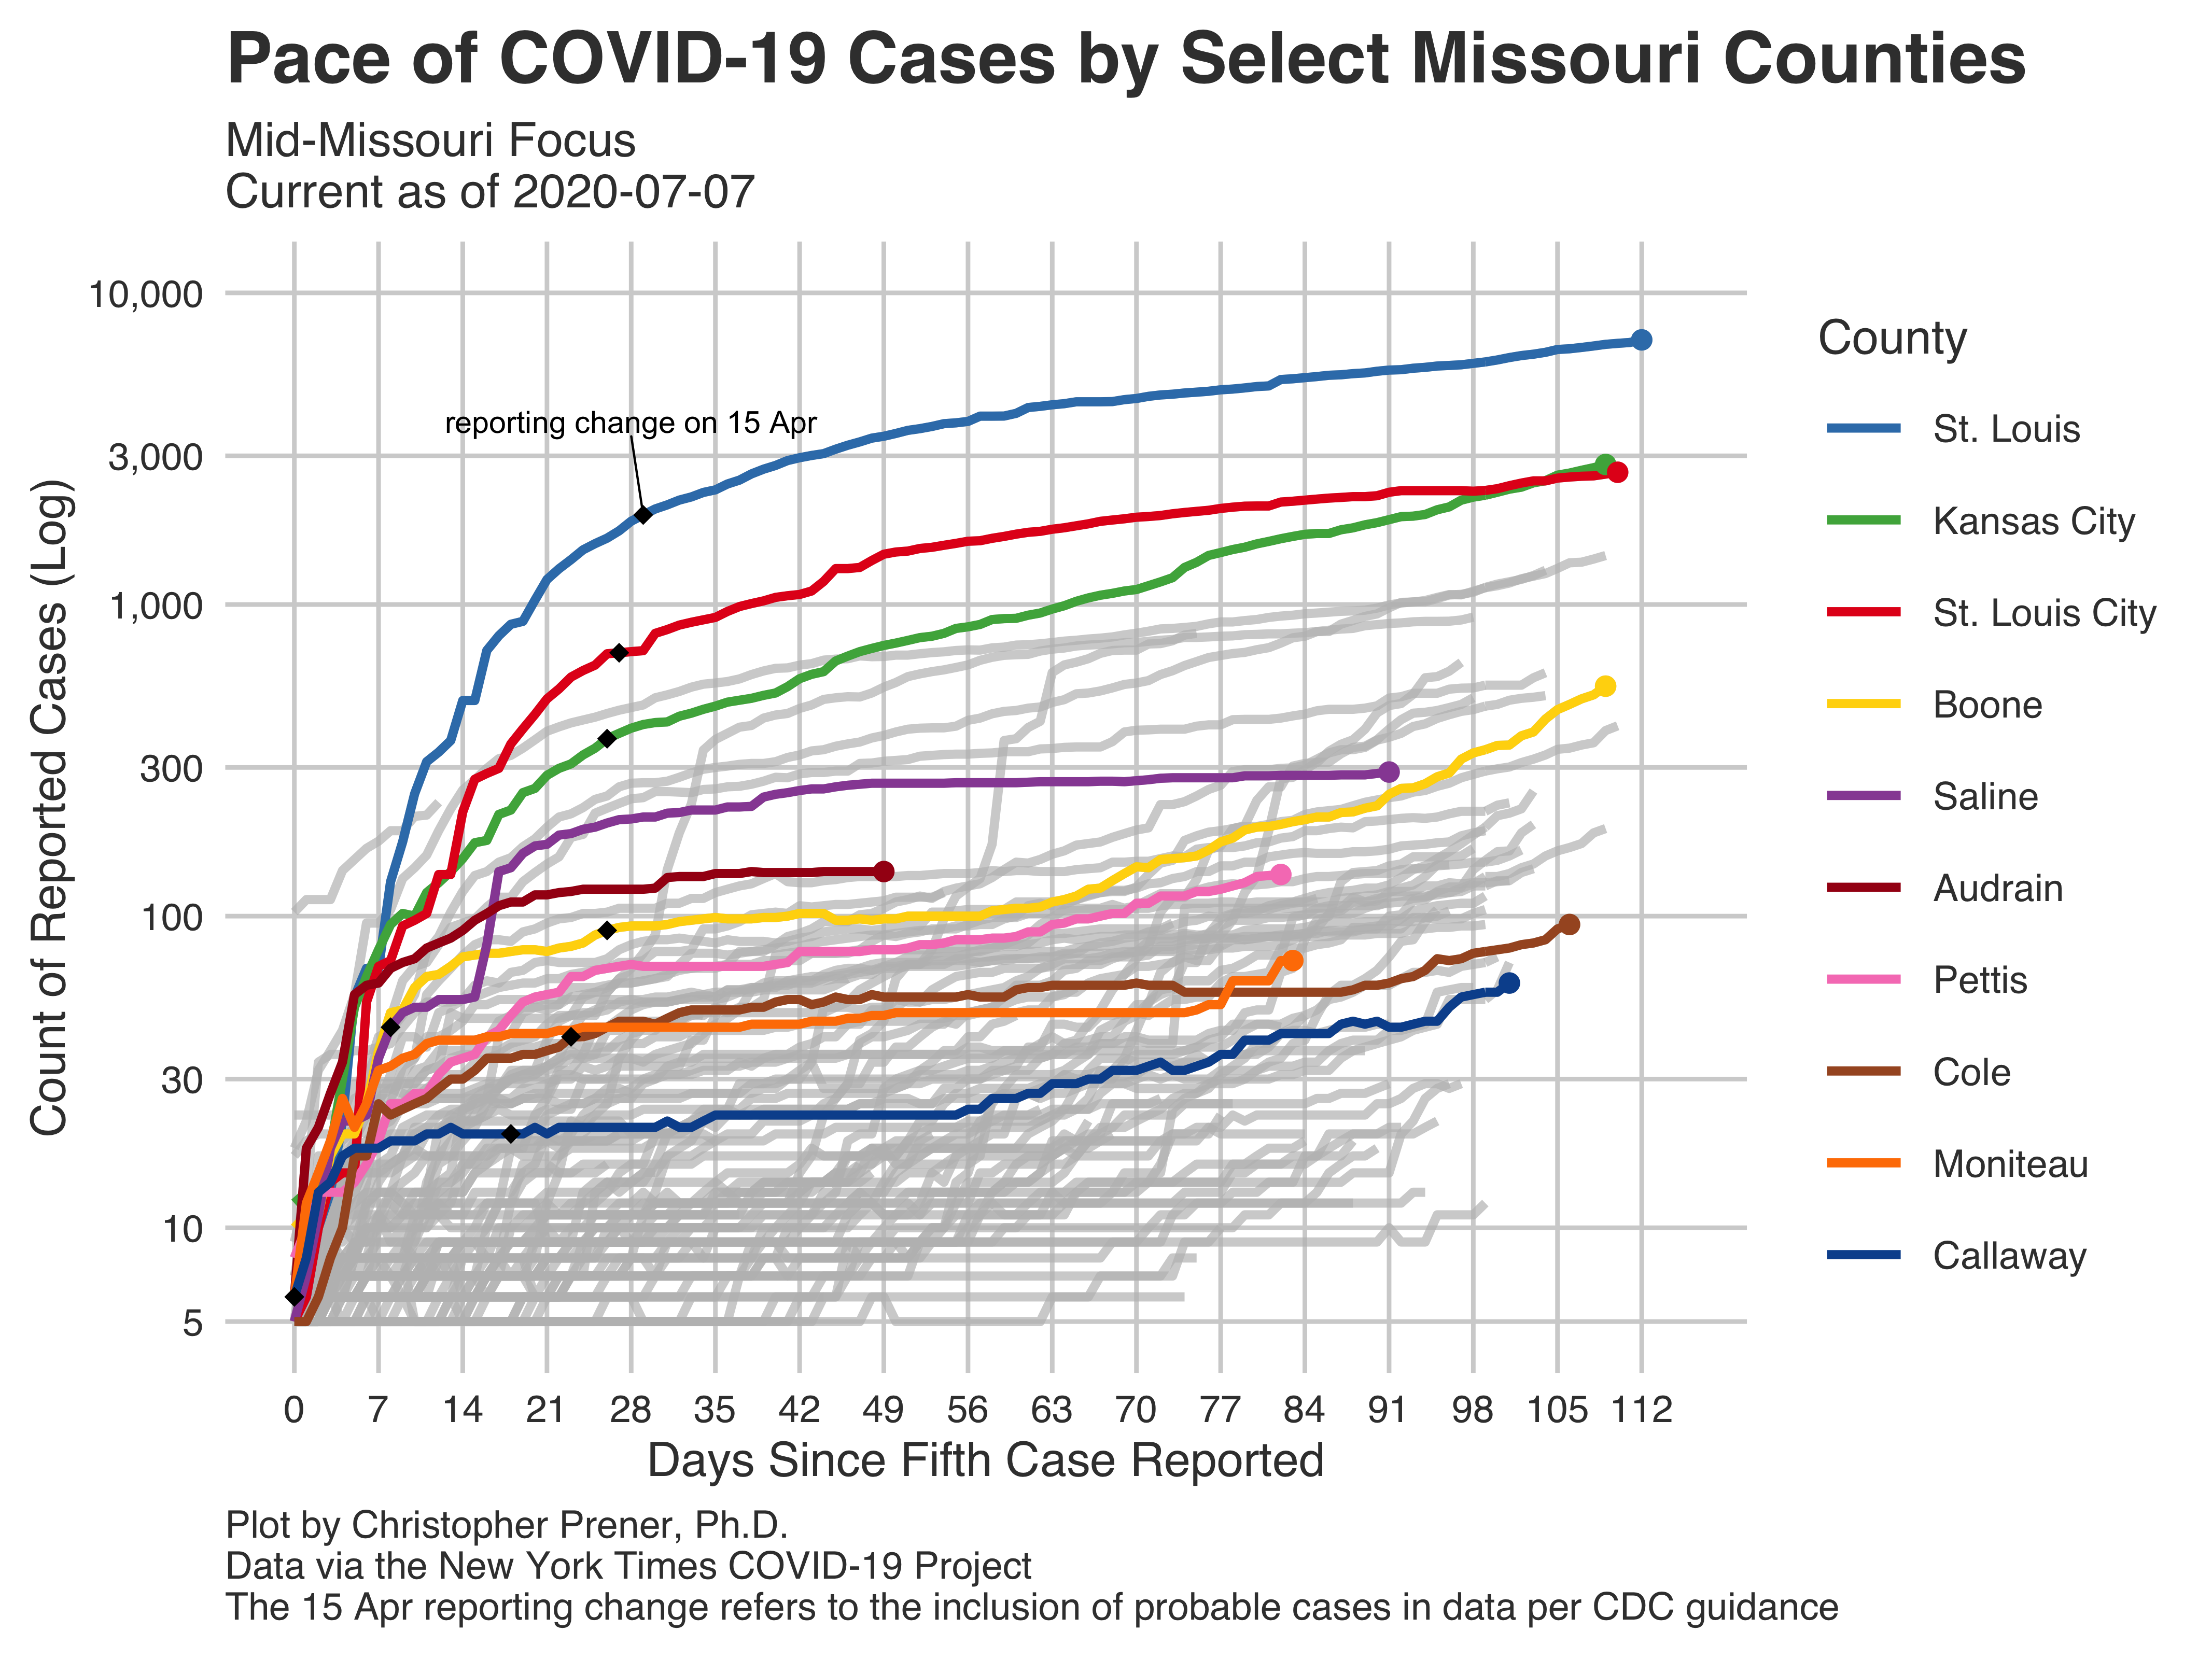 Pace of COVID-19 Cases by Select Missouri Counties
Mid-Missouri Focus
Current as of 2020-07-07
Count of Reported Cases (Log)
10,000
3,000
1,000
300
100
30
10
5
reporting change on 15 Apr
0 7 14 21 28 35 42 49 56 63 70 77 84 91 98 105 112
Days Since Fifth Case Reported
County
St. Louis
Kansas City
St. Louis City
Boone
Saline
Audrain
Pettis
Cole
Moniteau
Callaway
Plot by Christopher Prener, Ph.D.
Data via the New York Times COVID-19 Project
The 15 Apr reporting change refers to the inclusion of probable cases in data per CDC guidance